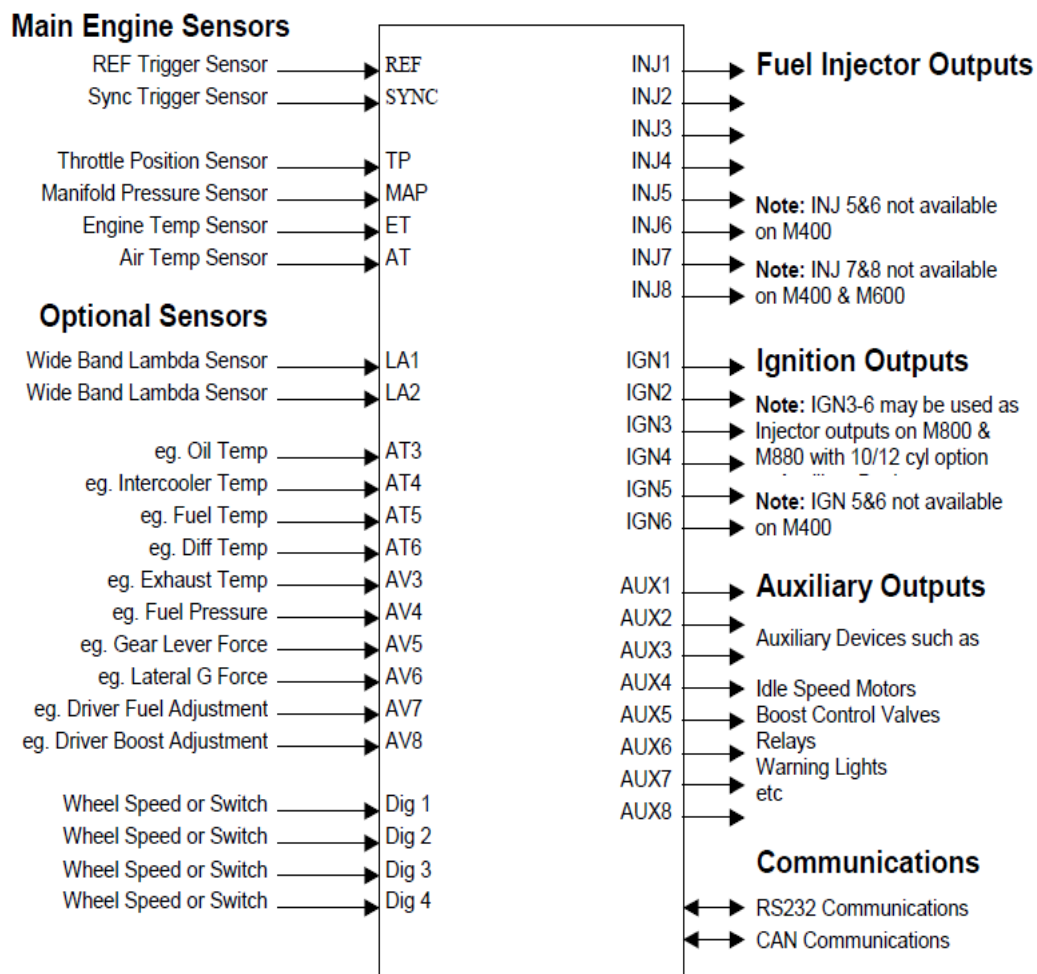 Main Engine Sensors
REF Trigger Sensor REF
Sync Trigger Sensor SYNC
Throttle Position Sensor TP
Manifold Pressure Sensor MAP
Engine Temp Sensor ET
Air Temp Sensor AT
Optional Sensors
Wide Band Lambda Sensor LA1
Wide Band Lambda Sensor LA2
eg. Oil Temp AT3
eg. Intercooler Temp AT4
eg. Fuel Temp AT5
eg. Diff Temp AT6
eg. Exhaust Temp AV3
eg. Fuel Pressure AV4
eg. Gear Lever Force AV5
eg. Lateral G Force AV6
eg. Driver Fuel Adjustment AV7
eg. Driver Boost Adjustment AV8
Wheel Speed or Switch Dig 1
Wheel Speed or Switch Dig 2
Wheel Speed or Switch Dig 3
Wheel Speed or Switch Dig 4
INJ1 Fuel Injector Outputs
INJ2
INJ3
INJ4
INJ5
Note: INJ 5&6 not available
INJ6 on M400
INJ7 Note: INJ 7&8 not available
INJ8 on M400 & M600
IGN1 Ignition Outputs
IGN2 Note: IGN3-6 may be used as
IGN3 Injector outputs on M800 &
IGN4 M880 with 10/12 cyl option
IGN5 Note: IGN 5&6 not available
IGN6 on M400
AUX1 Auxiliary Outputs
AUX2
AUX3 Auxiliary Devices such as
AUX4 Idle Speed Motors
AUX5 Boost Control Valves
AUX6 Relays
AUX7 Warning Lights
etc
AUX8
Communications
RS232 Communications
CAN Communications